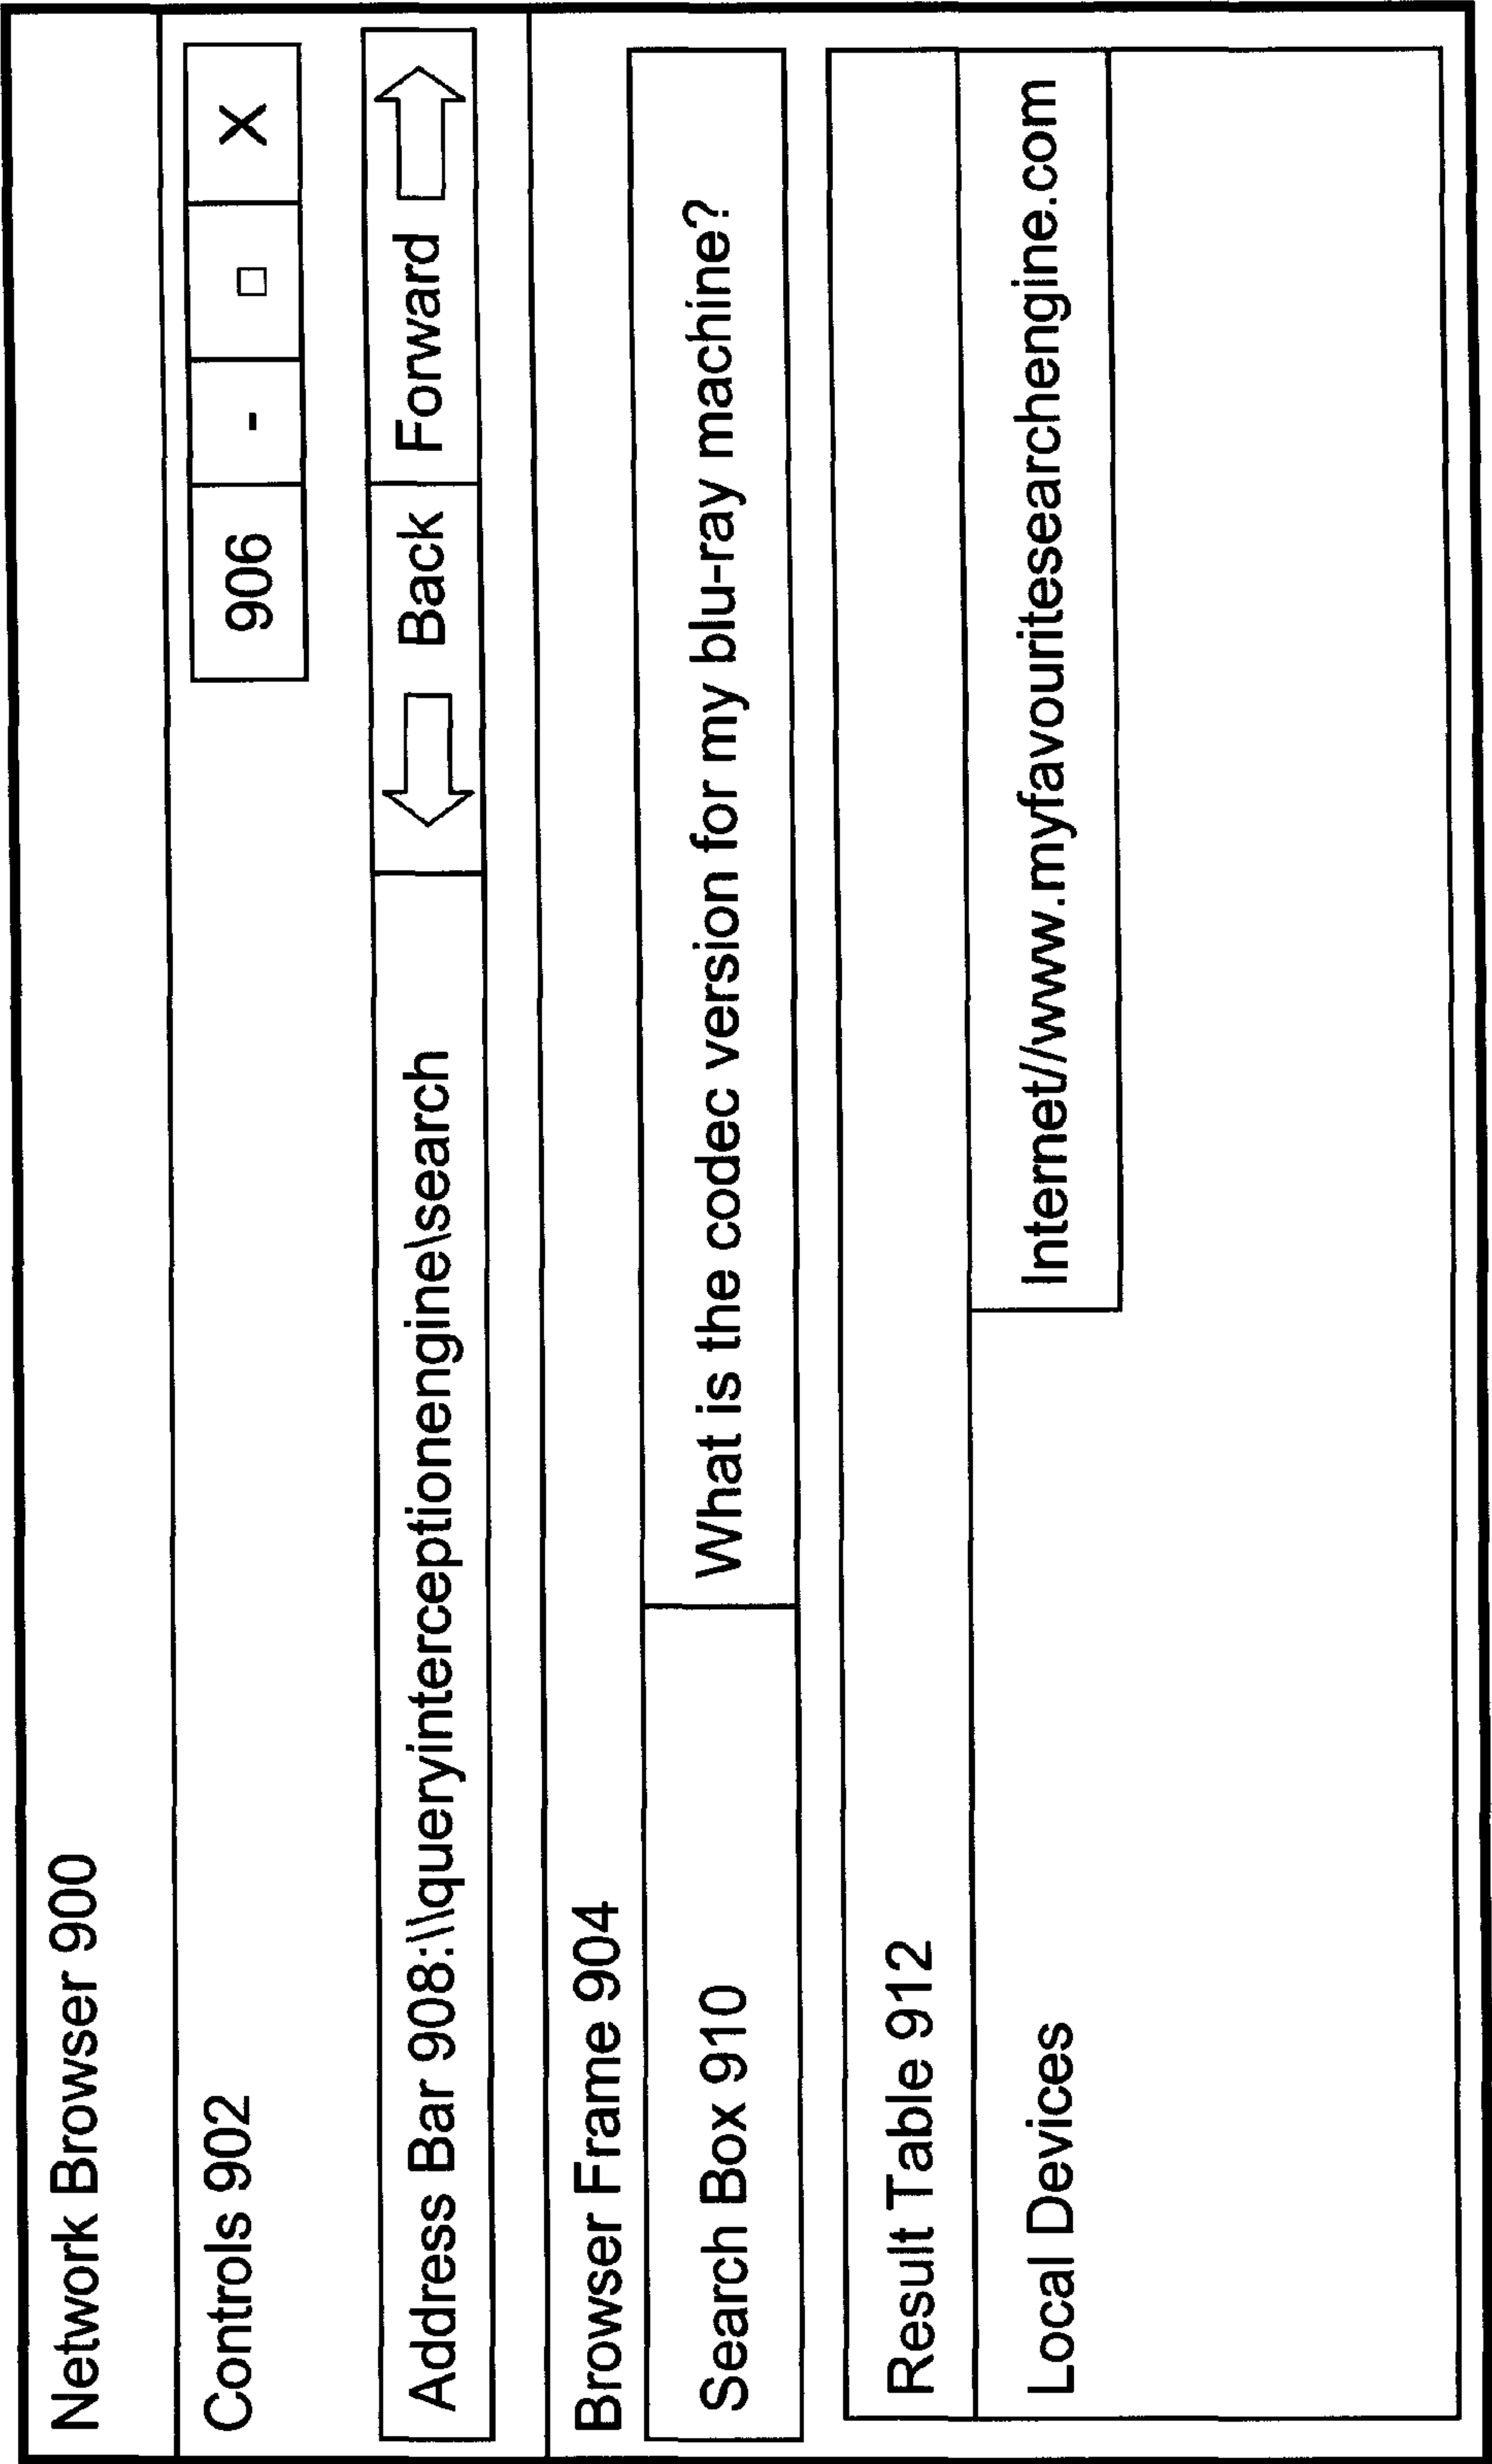 Network Browser 900
Controls 902
906 - □ X
Address Bar 908:\\queryinterceptionengine\search Back Forward
Browser Frame 904
Search Box 910 What is the codec version for my blu-ray machine?
Result Table 912
Local Devices Internet//www.myfavouritesearchengine.com